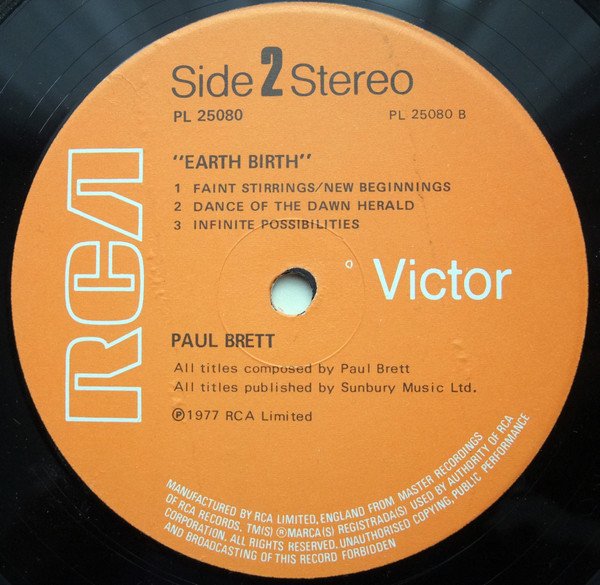 Side 2 Stereo
PL 25080
PL 25080 B
"EARTH BIRTH"
1 FAINT STIRRINGS/NEW BEGINNINGS
2 DANCE OF THE DAWN HERALD
3 INFINITE POSSIBILITIES
RCA
Victor
PAUL BRETT
All titles composed by Paul Brett
All titles published by Sunbury Music Ltd.
℗1977 RCA Limited
MANUFACTURED BY RCA LIMITED, ENGLAND FROM MASTER RECORDINGS
OF RCA RECORDS. TM(S) ® MARCA(S) REGISTRADA(S) USED BY AUTHORITY OF RCA
CORPORATION. ALL RIGHTS RESERVED. UNAUTHORISED COPYING, PUBLIC PERFORMANCE
AND BROADCASTING OF THIS RECORD FORBIDDEN